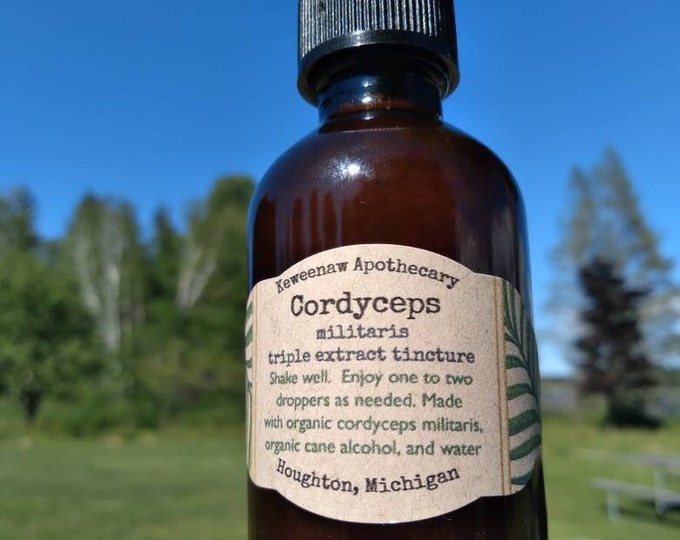 Keweenaw Apothecary
Cordyceps
militaris
triple extract tincture
Shake well. Enjoy one to two
droppers as needed. Made
with organic cordyceps militaris,
organic cane alcohol, and water
Houghton, Michigan